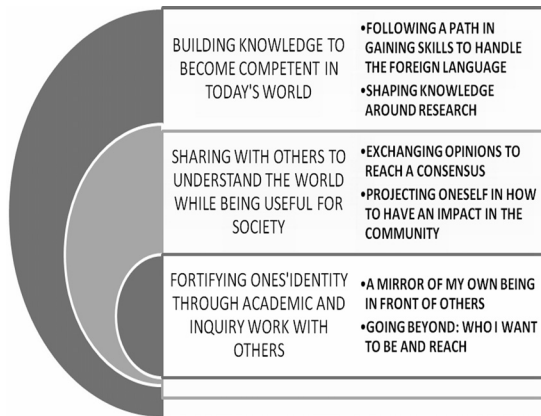 BUILDING KNOWLEDGE TO
BECOME COMPETENT IN
TODAY'S WORLD
•FOLLOWING A PATH IN
GAINING SKILLS TO HANDLE
THE FOREIGN LANGUAGE
•SHAPING KNOWLEDGE
AROUND RESEARCH
SHARING WITH OTHERS TO
UNDERSTAND THE WORLD
WHILE BEING USEFUL FOR
SOCIETY
•EXCHANGING OPINIONS TO
REACH A CONSENSUS
•PROJECTING ONESELF IN HOW
TO HAVE AN IMPACT IN THE
COMMUNITY
FORTIFYING ONES'IDENTITY
THROUGH ACADEMIC AND
INQUIRY WORK WITH
OTHERS
•A MIRROR OF MY OWN BEING
IN FRONT OF OTHERS
•GOING BEYOND: WHO I WANT
TO BE AND REACH